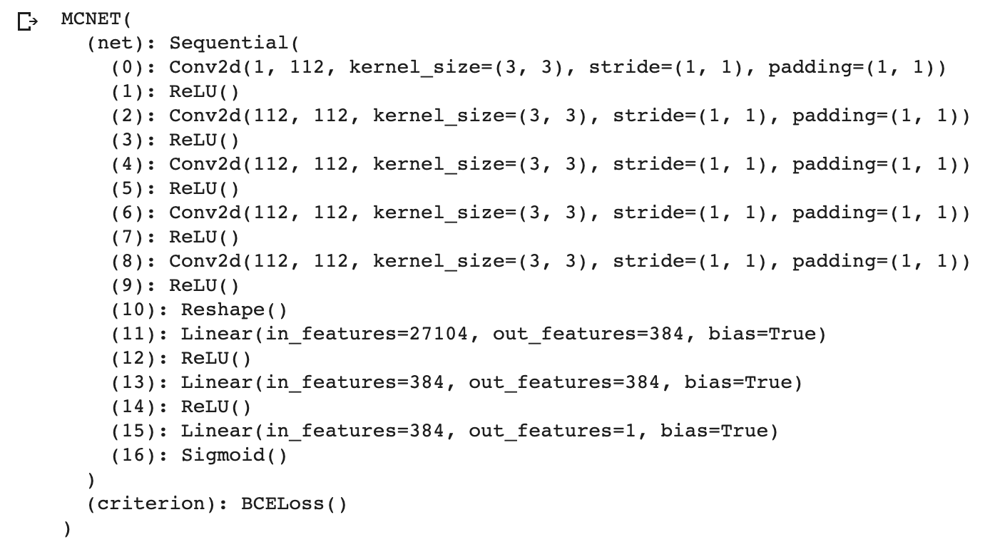 MCNET(
(net): Sequential(
(0): Conv2d(1, 112, kernel_size=(3, 3), stride=(1, 1), padding=(1, 1))
(1): ReLU()
(2): Conv2d(112, 112, kernel_size=(3, 3), stride=(1, 1), padding=(1, 1))
(3): ReLU()
(4): Conv2d(112, 112, kernel_size=(3, 3), stride=(1, 1), padding=(1, 1))
(5): ReLU()
(6): Conv2d(112, 112, kernel_size=(3, 3), stride=(1, 1), padding=(1, 1))
(7): ReLU()
(8): Conv2d(112, 112, kernel_size=(3, 3), stride=(1, 1), padding=(1, 1))
(9): ReLU()
(10): Reshape()
(11): Linear(in_features=27104, out_features=384, bias=True)
(12): ReLU()
(13): Linear(in_features=384, out_features=384, bias=True)
(14): ReLU()
(15): Linear(in_features=384, out_features=1, bias=True)
(16): Sigmoid()
)
(criterion): BCELoss()
)